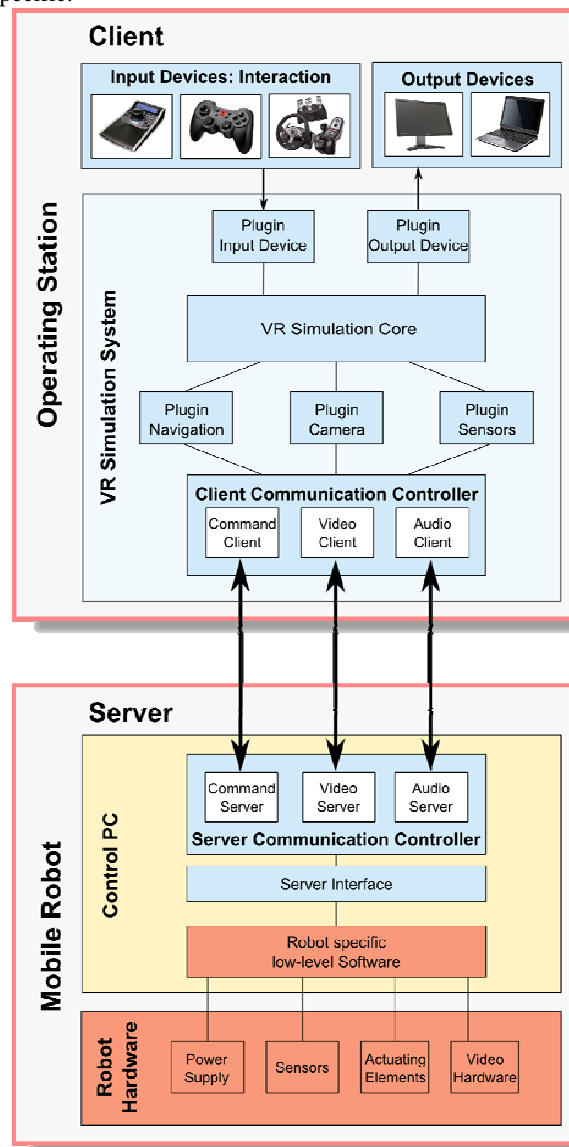 pecific.
Client
Input Devices: Interaction
Output Devices
Operating Station
VR Simulation System
Plugin
Input Device
Plugin
Output Device
VR Simulation Core
Plugin
Navigation
Plugin
Camera
Plugin
Sensors
Client Communication Controller
Command
Client
Video
Client
Audio
Client
Server
Mobile Robot
Control PC
Command
Server
Video
Server
Audio
Server
Server Communication Controller
Server Interface
Robot specific
low-level Software
Robot
Hardware
Power
Supply
Sensors
Actuating
Elements
Video
Hardware